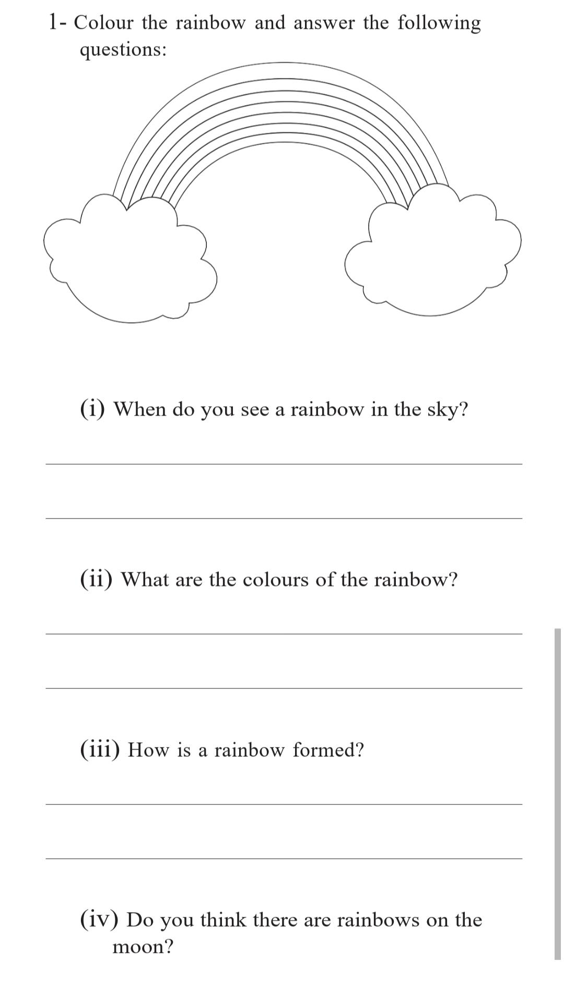 1- Colour the rainbow and answer the following
questions:
(i) When do you see a rainbow in the sky?
(ii) What are the colours of the rainbow?
(iii) How is a rainbow formed?
(iv) Do you think there are rainbows on the
moon?